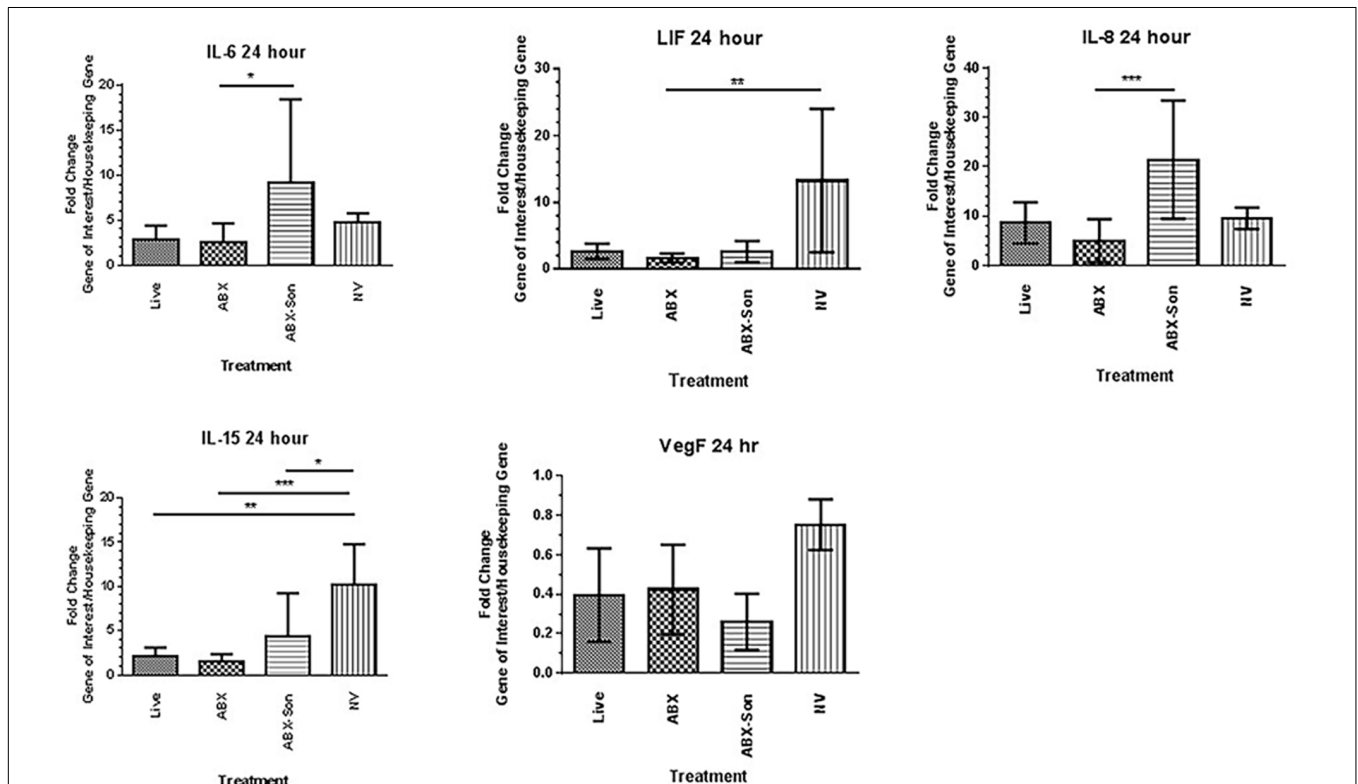 IL-6 24 hour
Fold Change
Gene of Interest/Housekeeping Gene
20
15
10
5
0
*
Live
ABX
ABX-Son
NV
Treatment
LIF 24 hour
Fold Change
Gene of Interest/Housekeeping Gene
30
20
10
0
**
Live
ABX
ABX-Son
NV
Treatment
IL-8 24 hour
Fold Change
Gene of Interest/Housekeeping Gene
40
30
20
10
0
***
Live
ABX
ABX-Son
NV
Treatment
IL-15 24 hour
Fold Change
Gene of Interest/Housekeeping Gene
20
15
10
5
0
*
***
**
Live
ABX
ABX-Son
NV
Treatment
VegF 24 hr
Fold Change
Gene of Interest/Housekeeping Gene
1.0
0.8
0.6
0.4
0.2
0.0
Live
ABX
ABX-Son
NV
Treatment